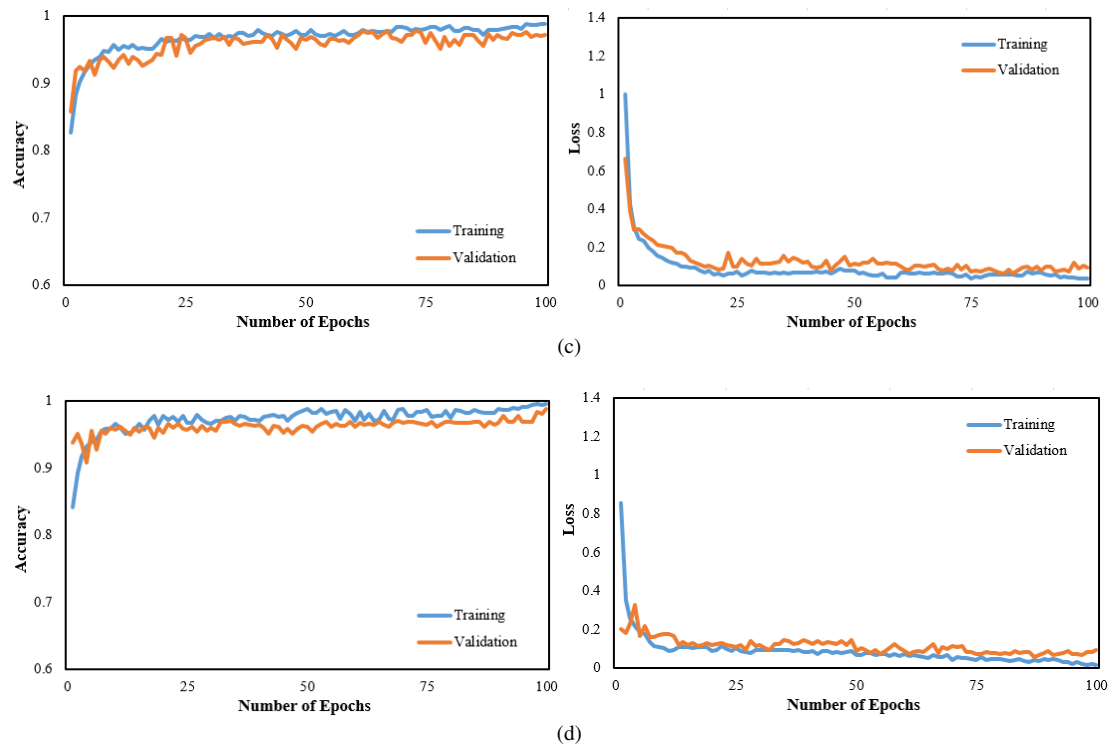 1
0.9
0.8
0.7
0.6
Accuracy
Training
Validation
0
25
50
75
100
Number of Epochs
1.4
1.2
1
0.8
0.6
0.4
0.2
0
Loss
Training
Validation
0
25
50
75
100
Number of Epochs
(c)
1
0.9
0.8
0.7
0.6
Accuracy
Training
Validation
0
25
50
75
100
Number of Epochs
1.4
1.2
1
0.8
0.6
0.4
0.2
0
Loss
Training
Validation
0
25
50
75
100
Number of Epochs
(d)